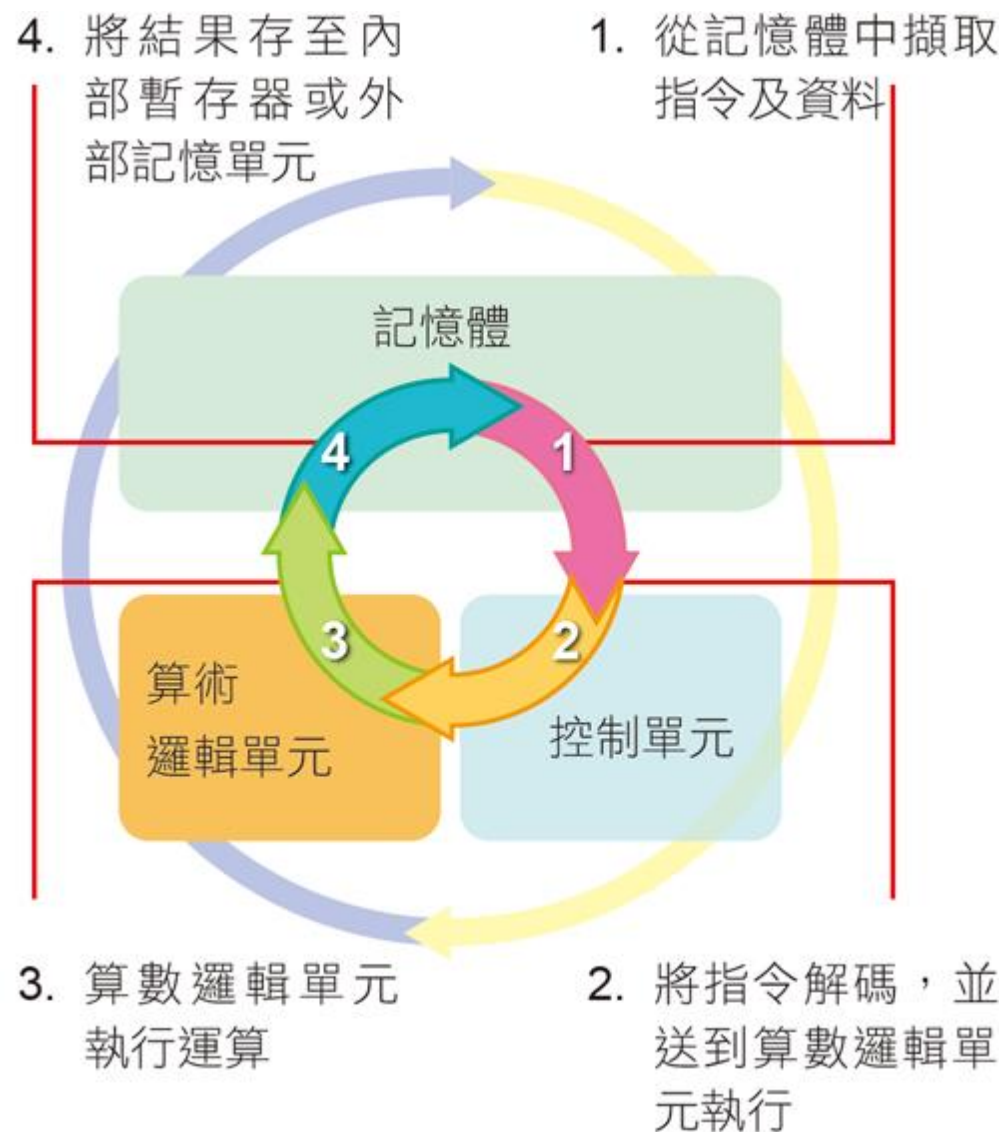 4. 將結果存至內
部暫存器或外
部記憶單元
1. 從記憶體中擷取
指令及資料
記憶體
4
1
3
2
算術
邏輯單元
控制單元
3. 算數邏輯單元
執行運算
2. 將指令解碼，並
送到算數邏輯單
元執行